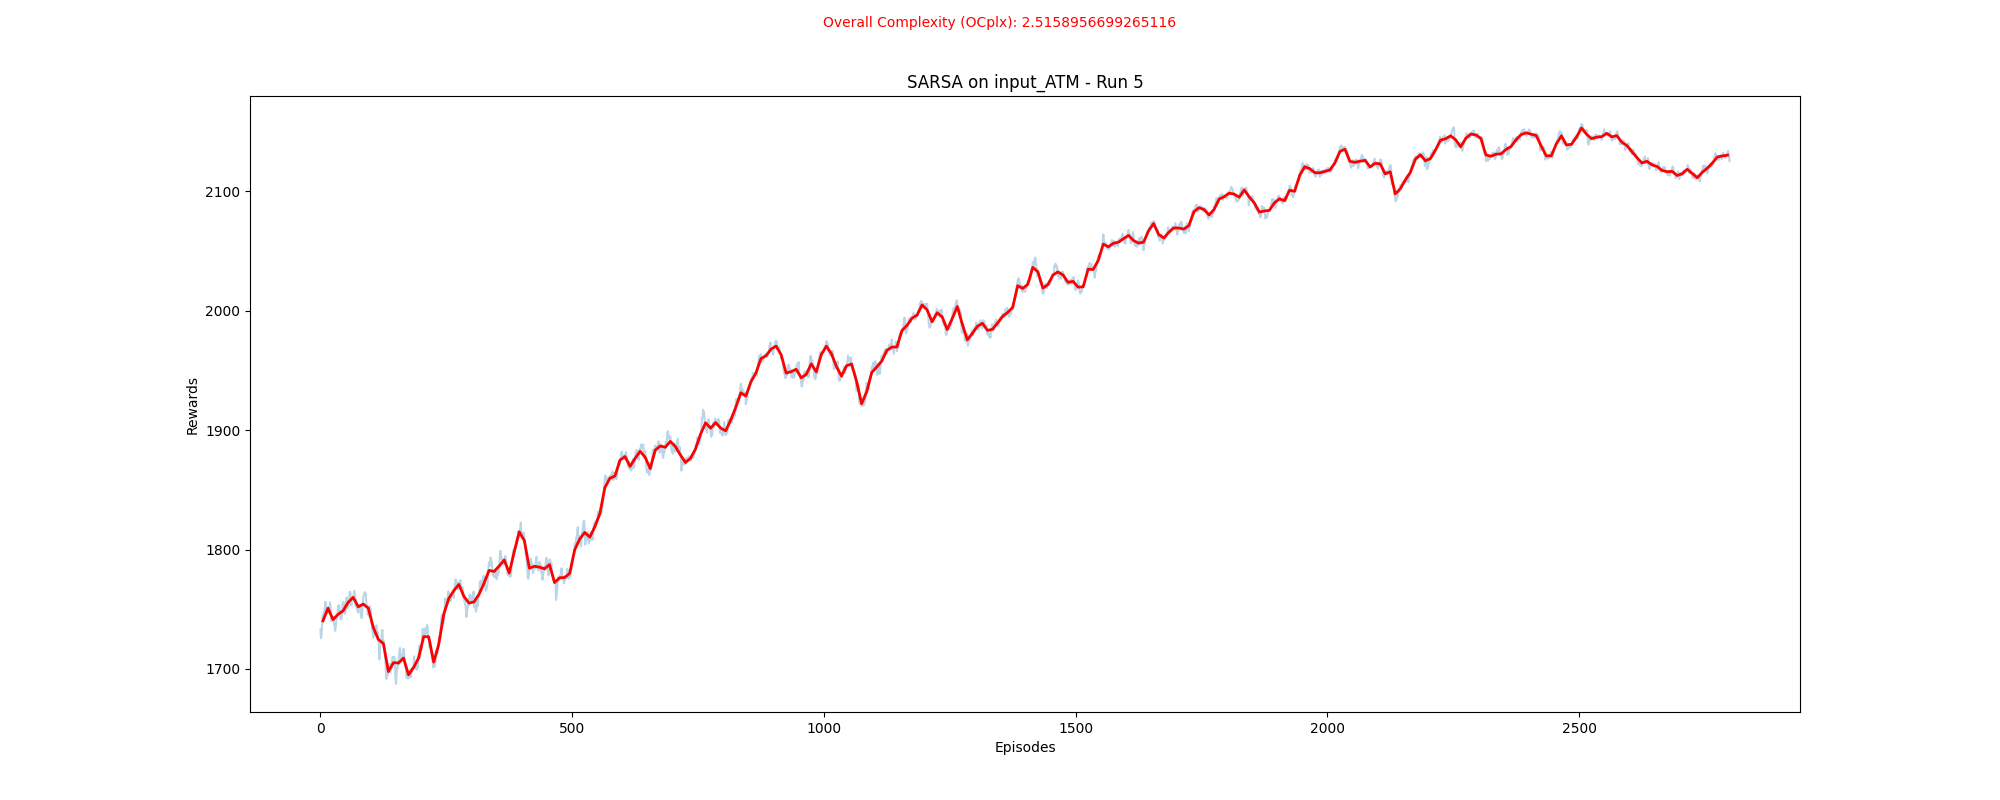 Overall Complexity (OCplx): 2.5158956699265116
SARSA on input_ATM - Run 5
Rewards
2100
2000
1900
1800
1700
0 500 1000 1500 2000 2500
Episodes